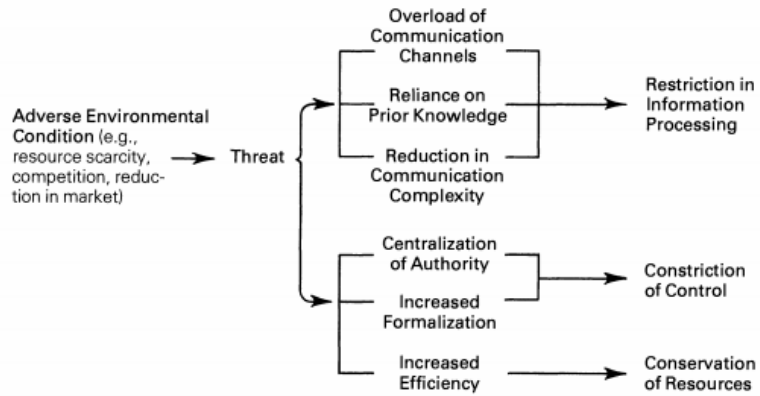 Overload of
Communication
Channels
Reliance on
Prior Knowledge
Reduction in
Communication
Complexity
Restriction in
Information
Processing
Adverse Environmental
Condition (e.g.,
resource scarcity,
competition, reduc-
tion in market)
Threat
Centralization
of Authority
Increased
Formalization
Constriction
of Control
Increased
Efficiency
Conservation
of Resources